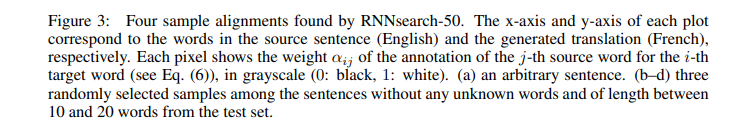 Figure 3: Four sample alignments found by RNNsearch-50. The x-axis and y-axis of each plot
correspond to the words in the source sentence (English) and the generated translation (French),
respectively. Each pixel shows the weight αij of the annotation of the j-th source word for the i-th
target word (see Eq. (6)), in grayscale (0: black, 1: white). (a) an arbitrary sentence. (b–d) three
randomly selected samples among the sentences without any unknown words and of length between
10 and 20 words from the test set.